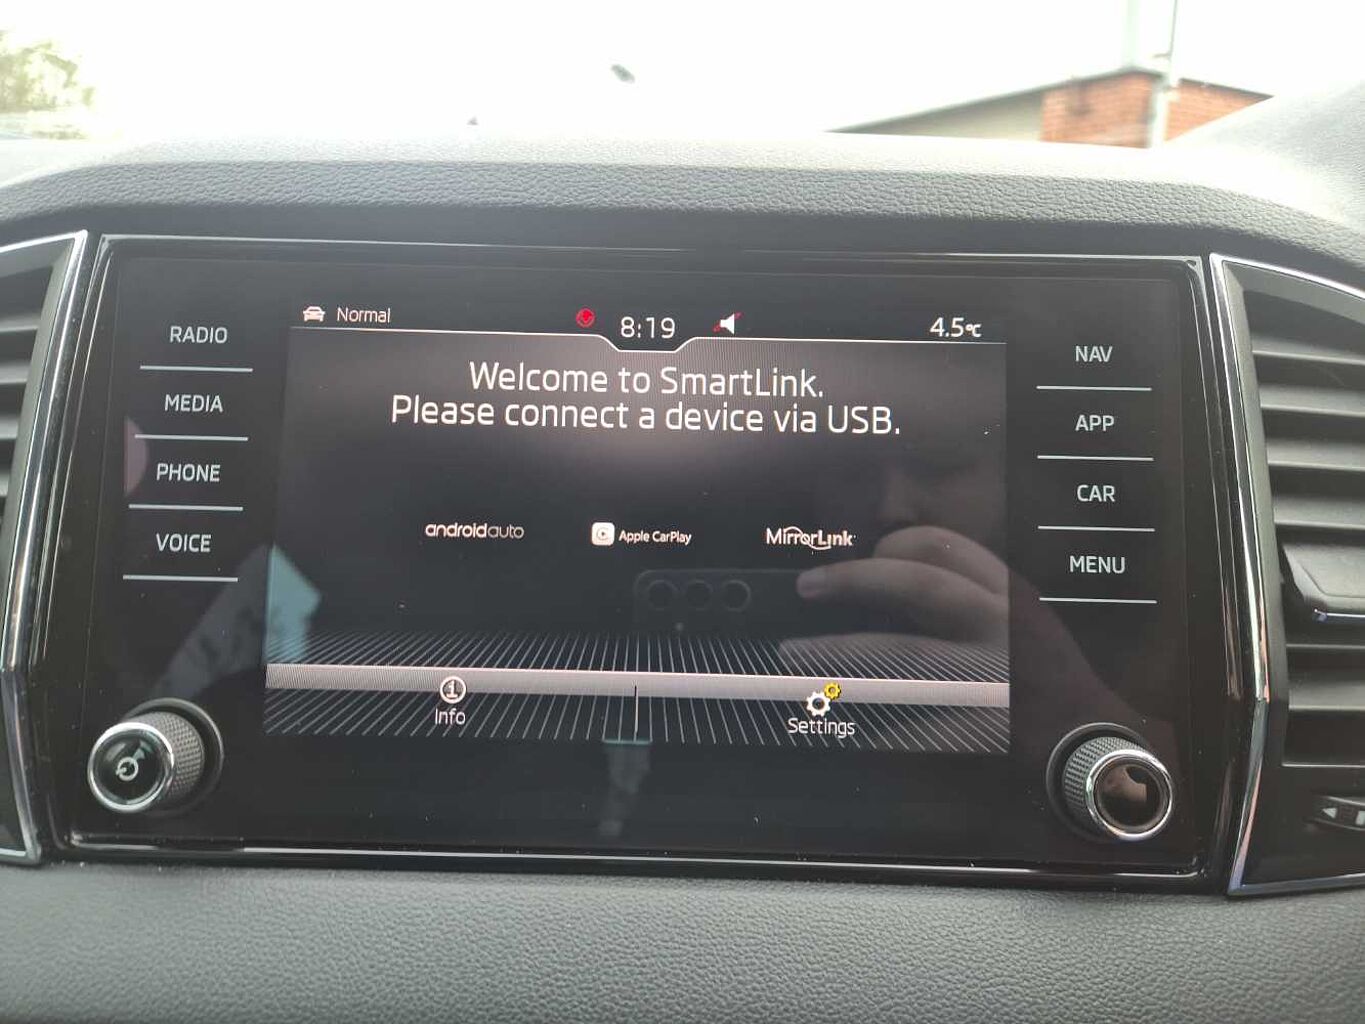 RADIO
MEDIA
PHONE
VOICE
Normal
8:19
4.5°C
Welcome to SmartLink.
Please connect a device via USB.
androidauto
Apple CarPlay
MirrorLink
Info
Settings
NAV
APP
CAR
MENU